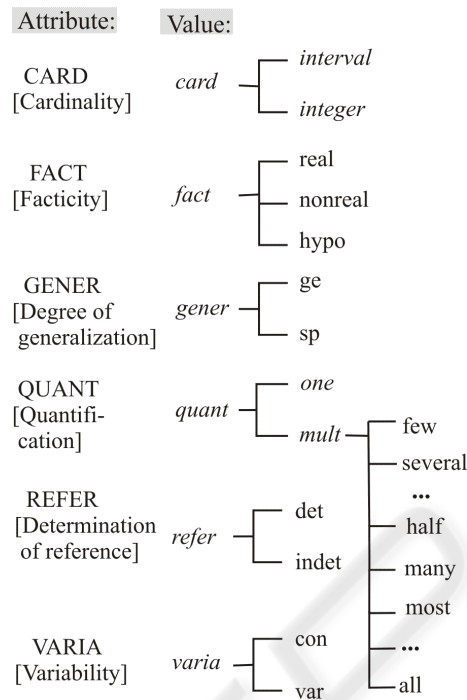 Attribute: Value:
CARD
[Cardinality]
card
interval
integer
FACT
[Facticity]
fact
real
nonreal
hypo
GENER
[Degree of
generalization]
gener
ge
sp
QUANT
[Quantifi-
cation]
quant
one
mult
few
several
...
half
many
most
...
all
REFER
[Determination
of reference]
refer
det
indet
VARIA
[Variability]
varia
con
var